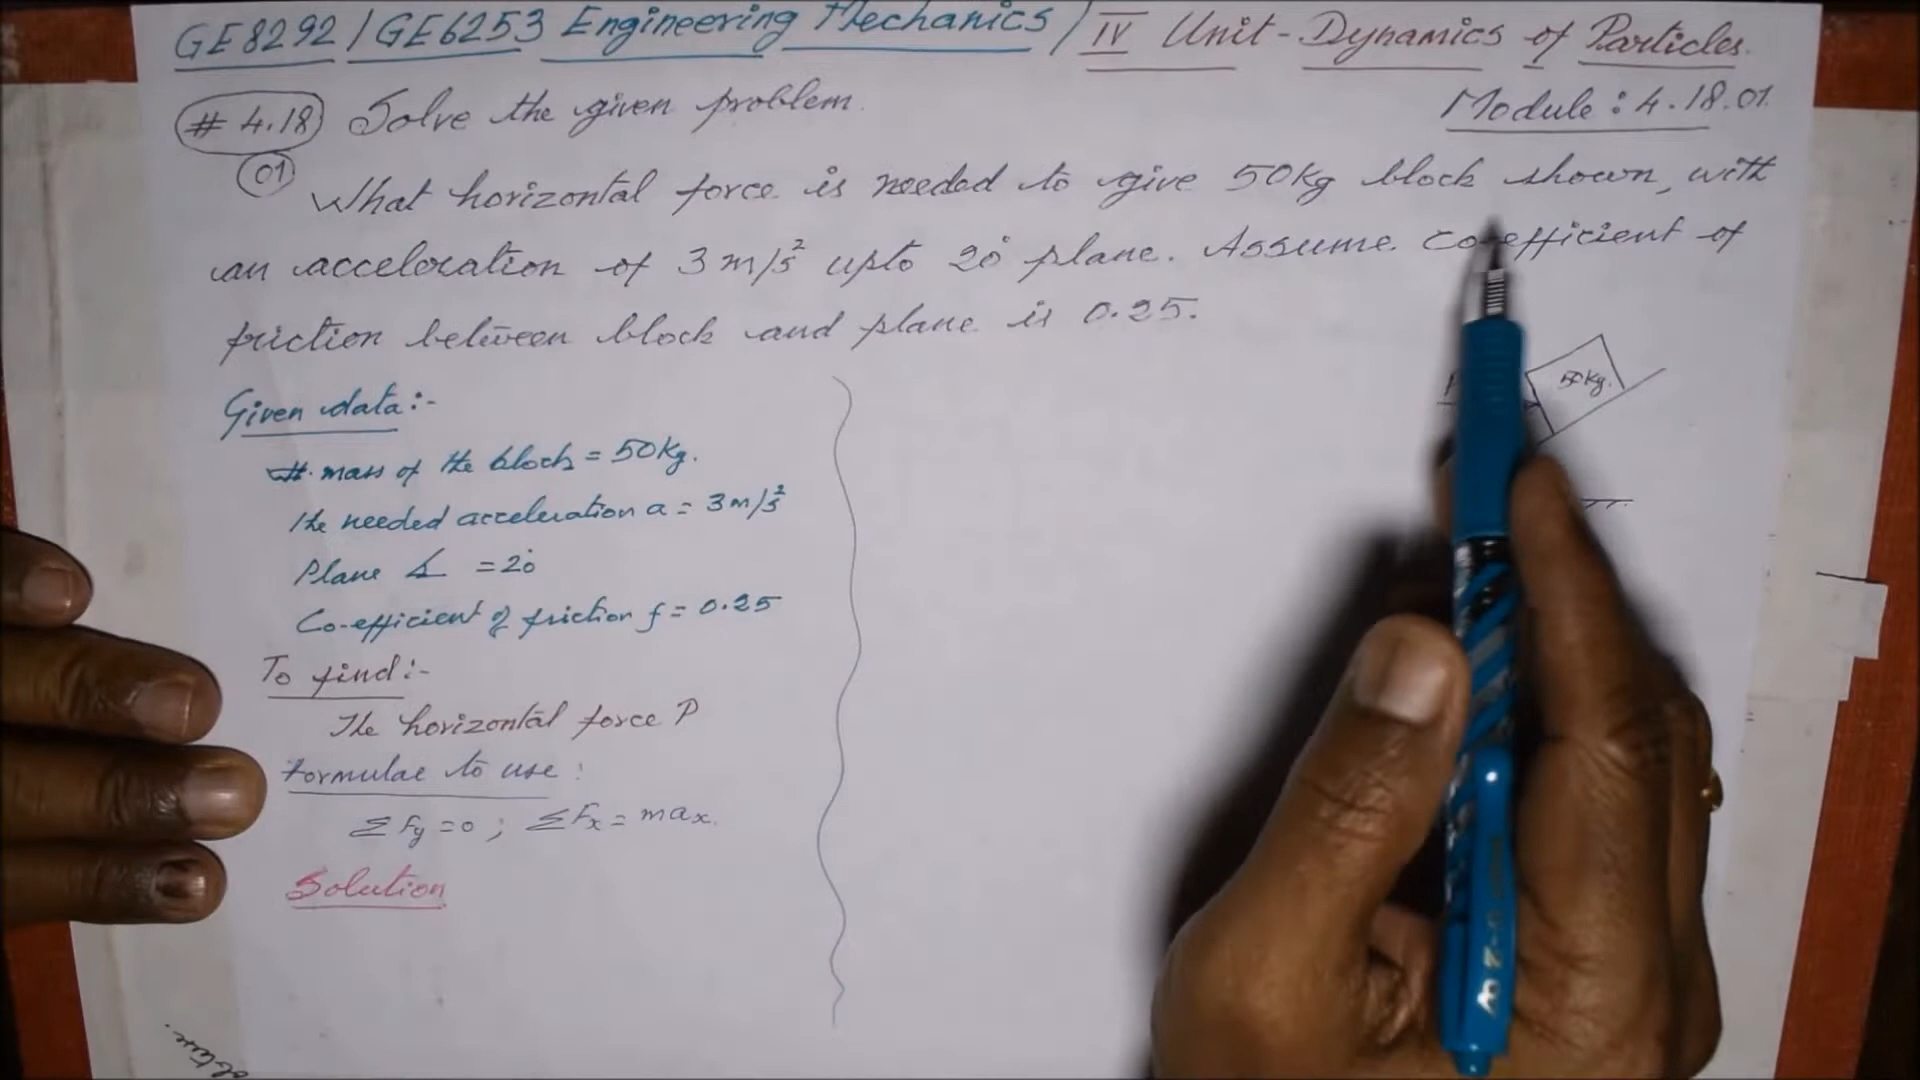 GE8292 / GE6253 Engineering Mechanics / IV Unit - Dynamics of Particles.
# 4.18 Solve the given problem. Module : 4.18.01.
01 What horizontal force is needed to give 50kg block shown, with
an acceleration of 3 m/s² upto 20° plane. Assume. Co-efficient of
friction between block and plane is 0.25.
50kg.
Given data:-
mass of the block = 50kg.
The needed acceleration a = 3 m/s²
Plane ∠ = 20°
Co-efficient of friction f = 0.25
To find:-
The horizontal force P
Formulae to use :
ΣFy = 0 ; ΣFx = max.
Solution